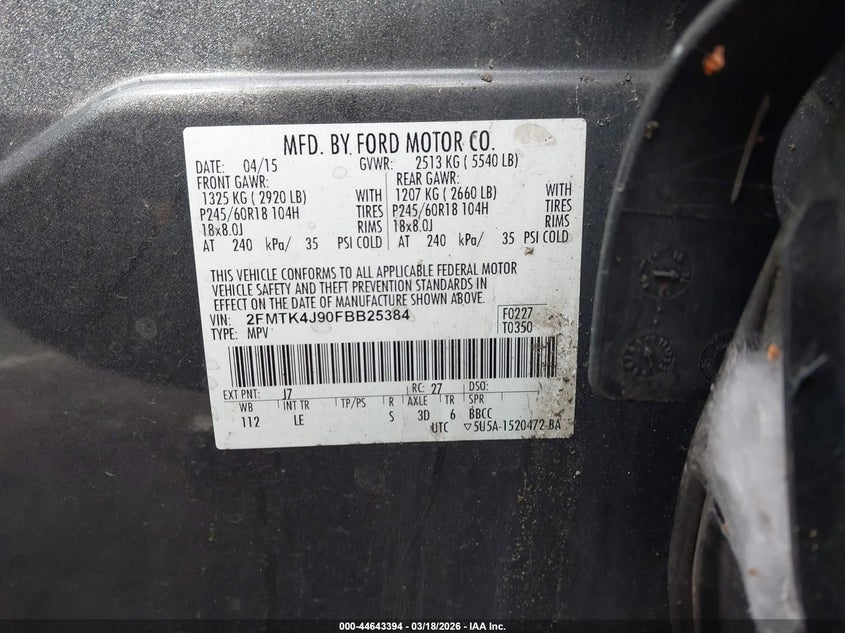 MFD. BY FORD MOTOR CO.
DATE: 04/15 GVWR: 2513 KG ( 5540 LB)
FRONT GAWR: REAR GAWR:
1325 KG ( 2920 LB) WITH 1207 KG ( 2660 LB) WITH
P245/60R18 104H TIRES P245/60R18 104H TIRES
18x8.0J RIMS 18x8.0J RIMS
AT 240 kPa/ 35 PSI COLD AT 240 kPa/ 35 PSI COLD
THIS VEHICLE CONFORMS TO ALL APPLICABLE FEDERAL MOTOR
VEHICLE SAFETY AND THEFT PREVENTION STANDARDS IN
EFFECT ON THE DATE OF MANUFACTURE SHOWN ABOVE.
VIN: 2FMTK4J90FBB25384 F0227
TYPE: MPV T0350
EXT PNT: J7 RC: 27 DSO:
WB INT TR TP/PS R AXLE TR SPR
112 LE S 3D 6 BBCC
UTC ▽5U5A-1520472-BA
000-44643394 | 03/18/2026 | IAA Inc.